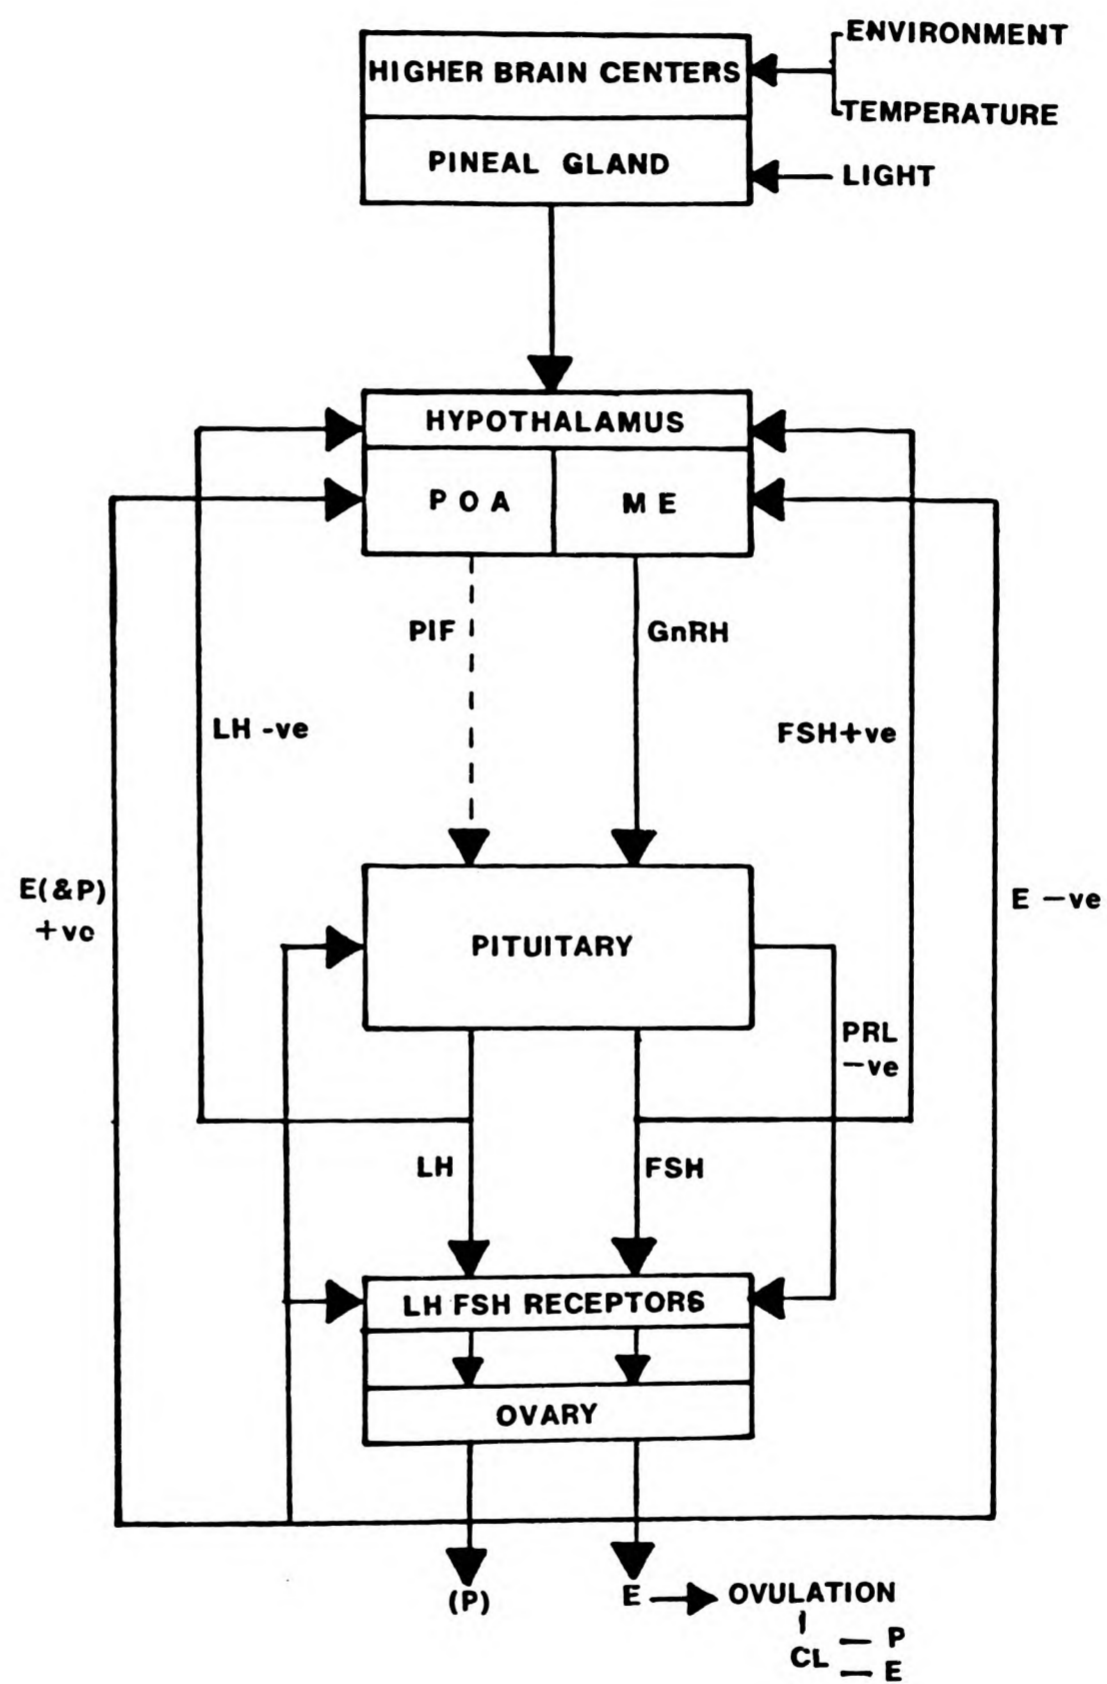 ENVIRONMENT
HIGHER BRAIN CENTERS
TEMPERATURE
PINEAL GLAND
LIGHT
HYPOTHALAMUS
POA
ME
PIF
GnRH
LH -ve
FSH+ve
E(&P)
+ve
E -ve
PITUITARY
PRL
-ve
LH
FSH
LH FSH RECEPTORS
OVARY
(P)
E
OVULATION
CL
P
E